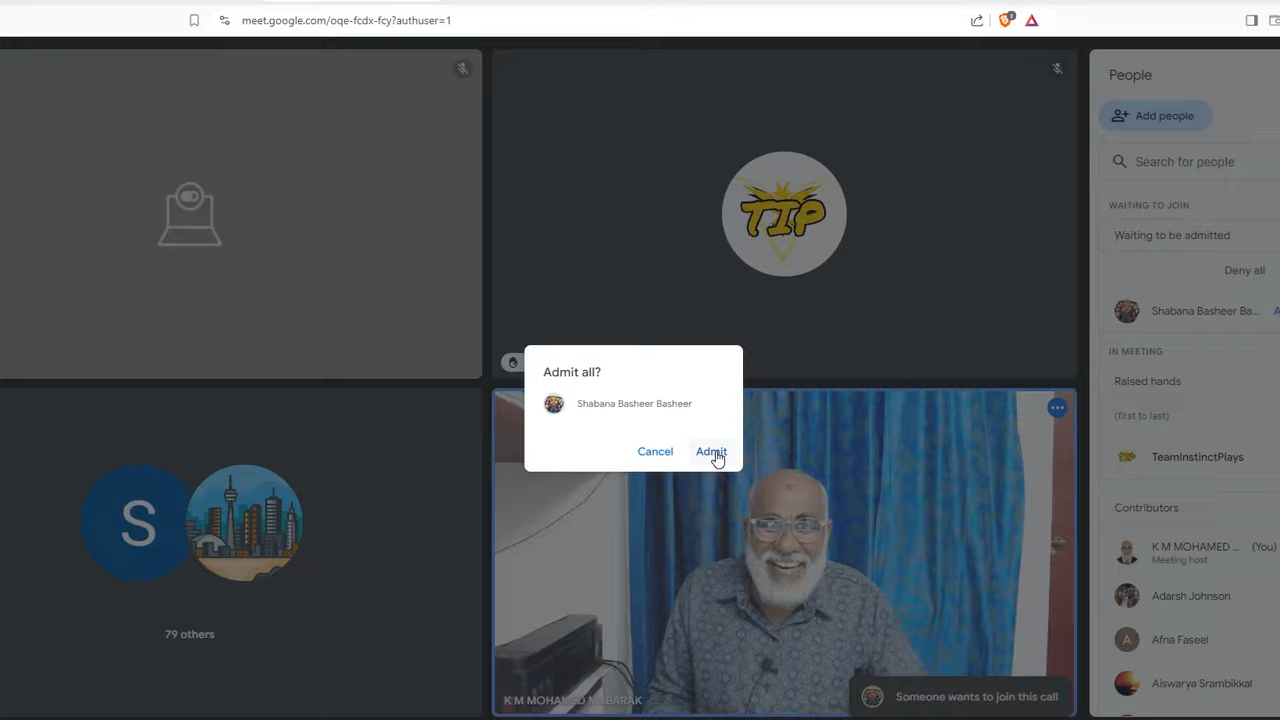 meet.google.com/oqe-fcdx-fcy?authuser=1
1
People
Add people
TIP
Search for people
WAITING TO JOIN
Waiting to be admitted
Deny all
Shabana Basheer Ba...
IN MEETING
Admit all?
Raised hands
Shabana Basheer Basheer
(first to last)
Cancel
Admit
TeamInstinctPlays
Contributors
S
K M MOHAMED ... (You)
Meeting host
Adarsh Johnson
79 others
A
Afna Faseel
Aiswarya Srambikkal
Someone wants to join this call
K M MOHAMED MUBARAK